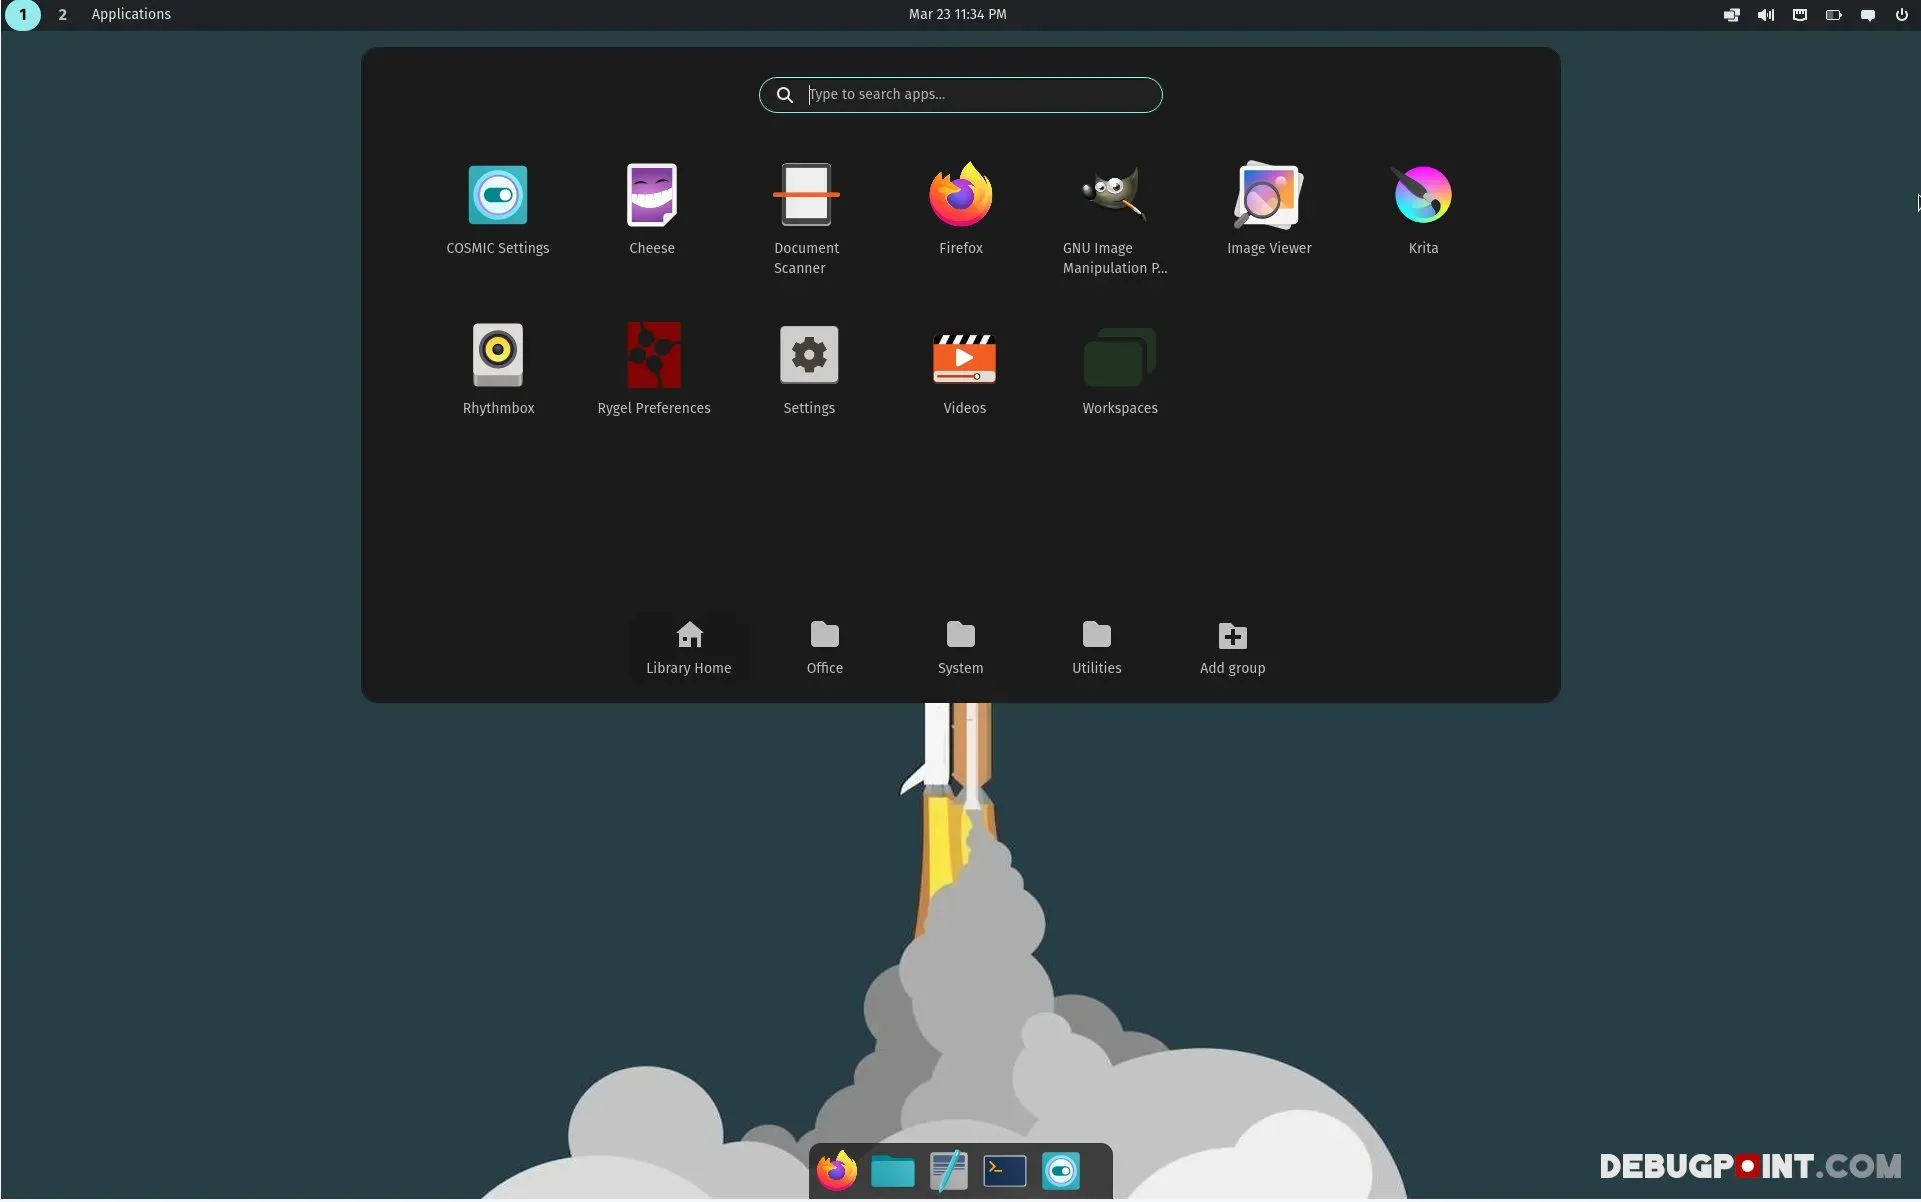 1 2 Applications Mar 23 11:34 PM
Type to search apps...
COSMIC Settings Cheese Document Firefox GNU Image Image Viewer Krita
Scanner Manipulation P...
Rhythmbox Rygel Preferences Settings Videos Workspaces
Library Home Office System Utilities Add group
DEBUGPOINT.COM